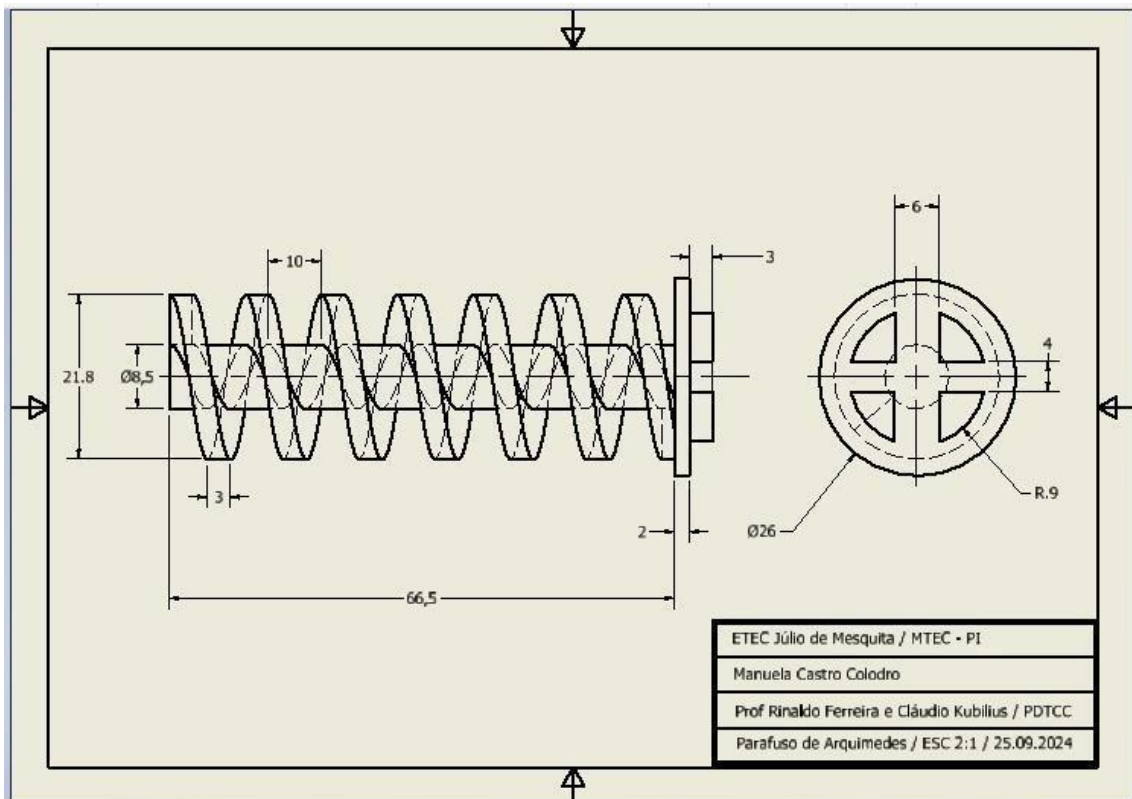 6
10
3
4
21.8
Ø8,5
3
R.9
2
Ø26
66,5
ETEC Júlio de Mesquita / MTEC - PI
Manuela Castro Colodro
Prof Rinaldo Ferreira e Cláudio Kubilius / PDTCC
Parafuso de Arquimedes / ESC 2:1 / 25.09.2024